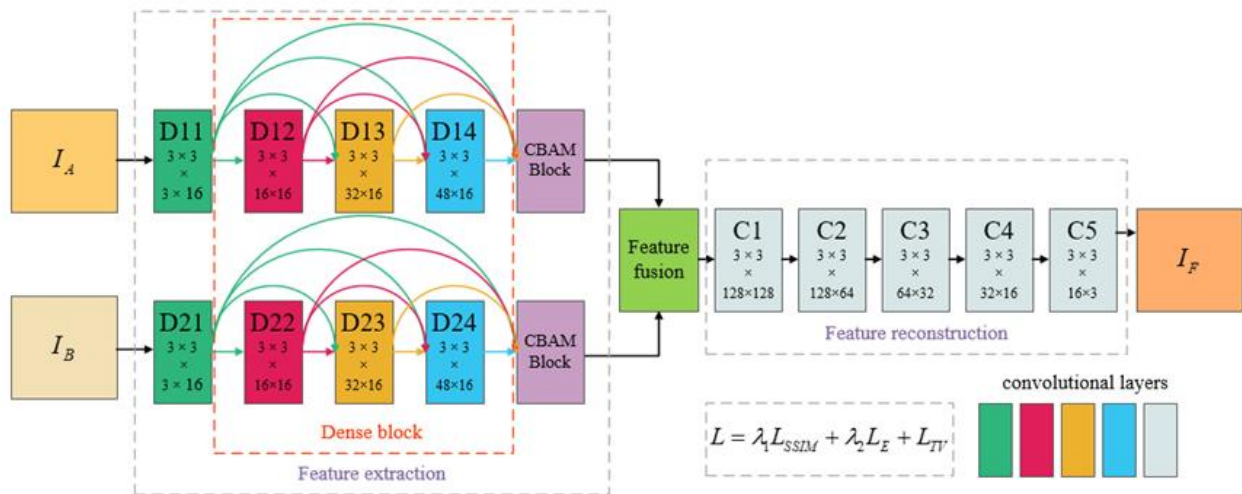 I_A
D11
3 × 3
×
3 × 16
D12
3 × 3
×
16×16
D13
3 × 3
×
32×16
D14
3 × 3
×
48×16
CBAM
Block
I_B
D21
3 × 3
×
3 × 16
D22
3 × 3
×
16×16
D23
3 × 3
×
32×16
D24
3 × 3
×
48×16
CBAM
Block
Dense block
Feature extraction
Feature
fusion
C1
3 × 3
×
128×128
C2
3 × 3
×
128×64
C3
3 × 3
×
64×32
C4
3 × 3
×
32×16
C5
3 × 3
×
16×3
Feature reconstruction
I_F
convolutional layers
L = λ₁L_SSIM + λ₂L_E + L_TV